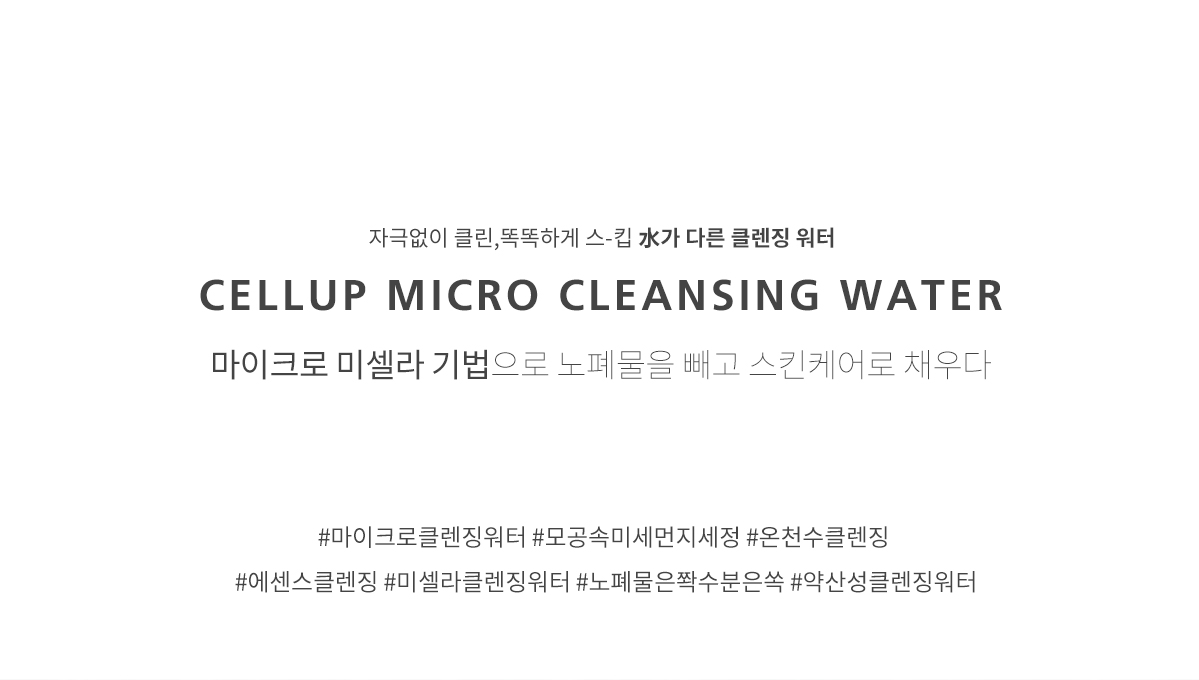 자극없이 클린,똑똑하게 스-킵 水가 다른 클렌징 워터
CELLUP MICRO CLEANSING WATER
마이크로 미셀라 기법으로 노폐물을 빼고 스킨케어로 채우다
#마이크로클렌징워터 #모공속미세먼지세정 #온천수클렌징
#에센스클렌징 #미셀라클렌징워터 #노폐물은쫙수분은쏙 #약산성클렌징워터